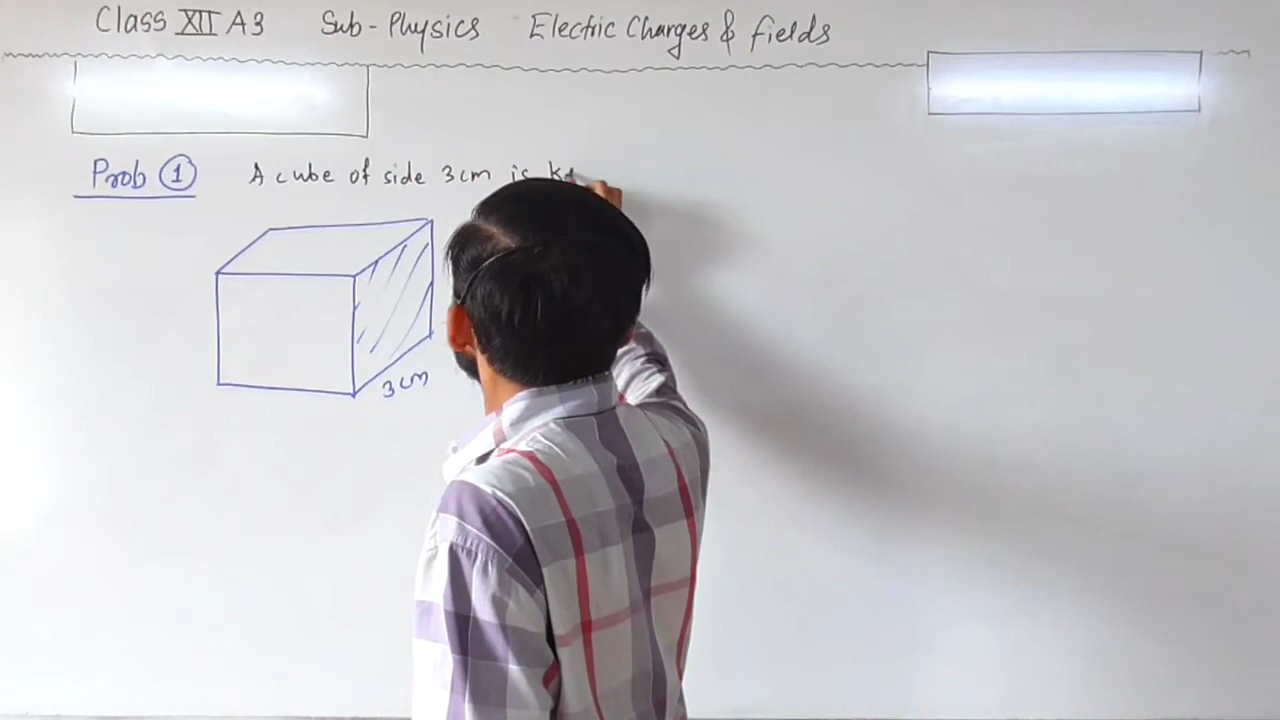 Class XII A3 Sub-Physics Electric Charges & fields
Prob 1 A cube of side 3cm is
3cm